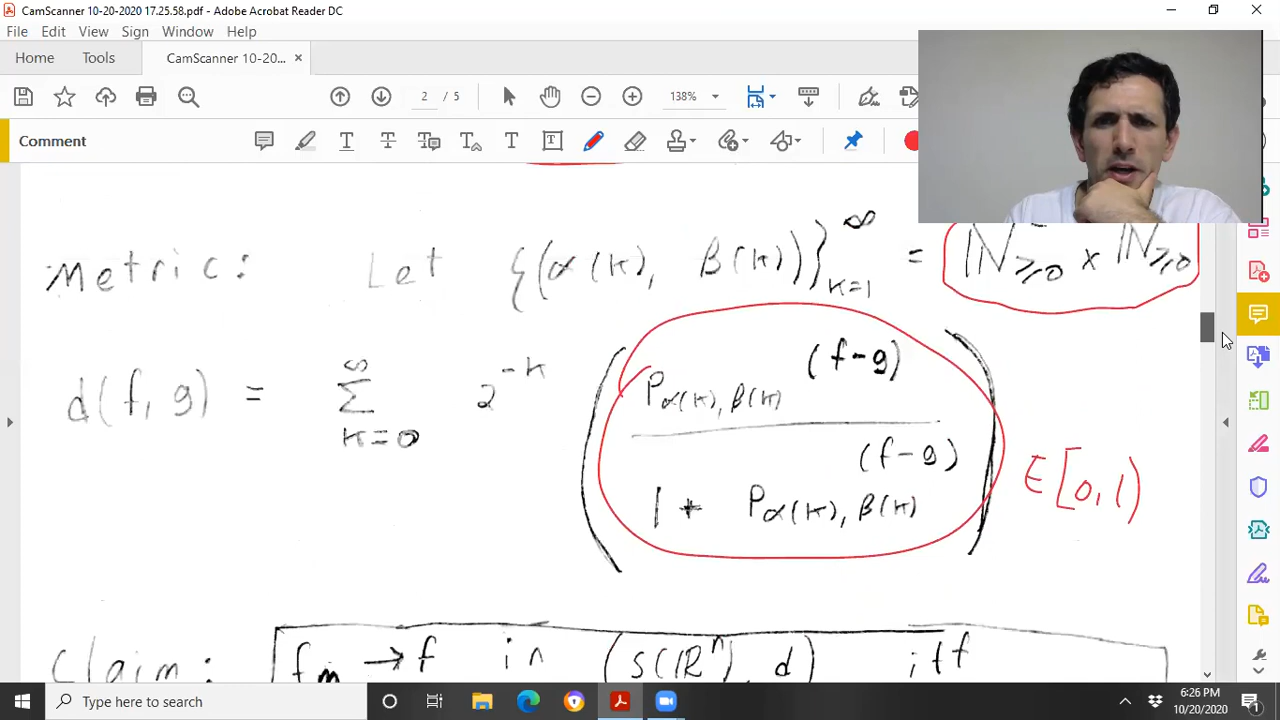 CamScanner 10-20-2020 17.25.58.pdf - Adobe Acrobat Reader DC
File Edit View Sign Window Help
Home Tools CamScanner 10-20... ×
2 / 5 138%
Comment
Metric: Let {(α(k), β(k))}_{k=1}^∞ = ℕ≥0 × ℕ≥0
d(f, g) = Σ_{k=0}^∞ 2^{-k} ( P_{α(k), β(k)} (f-g) / 1 + P_{α(k), β(k)} (f-g) ) ∈ [0, 1)
Claim: f_m → f in (S(ℝⁿ), d) iff
Type here to search
6:26 PM
10/20/2020